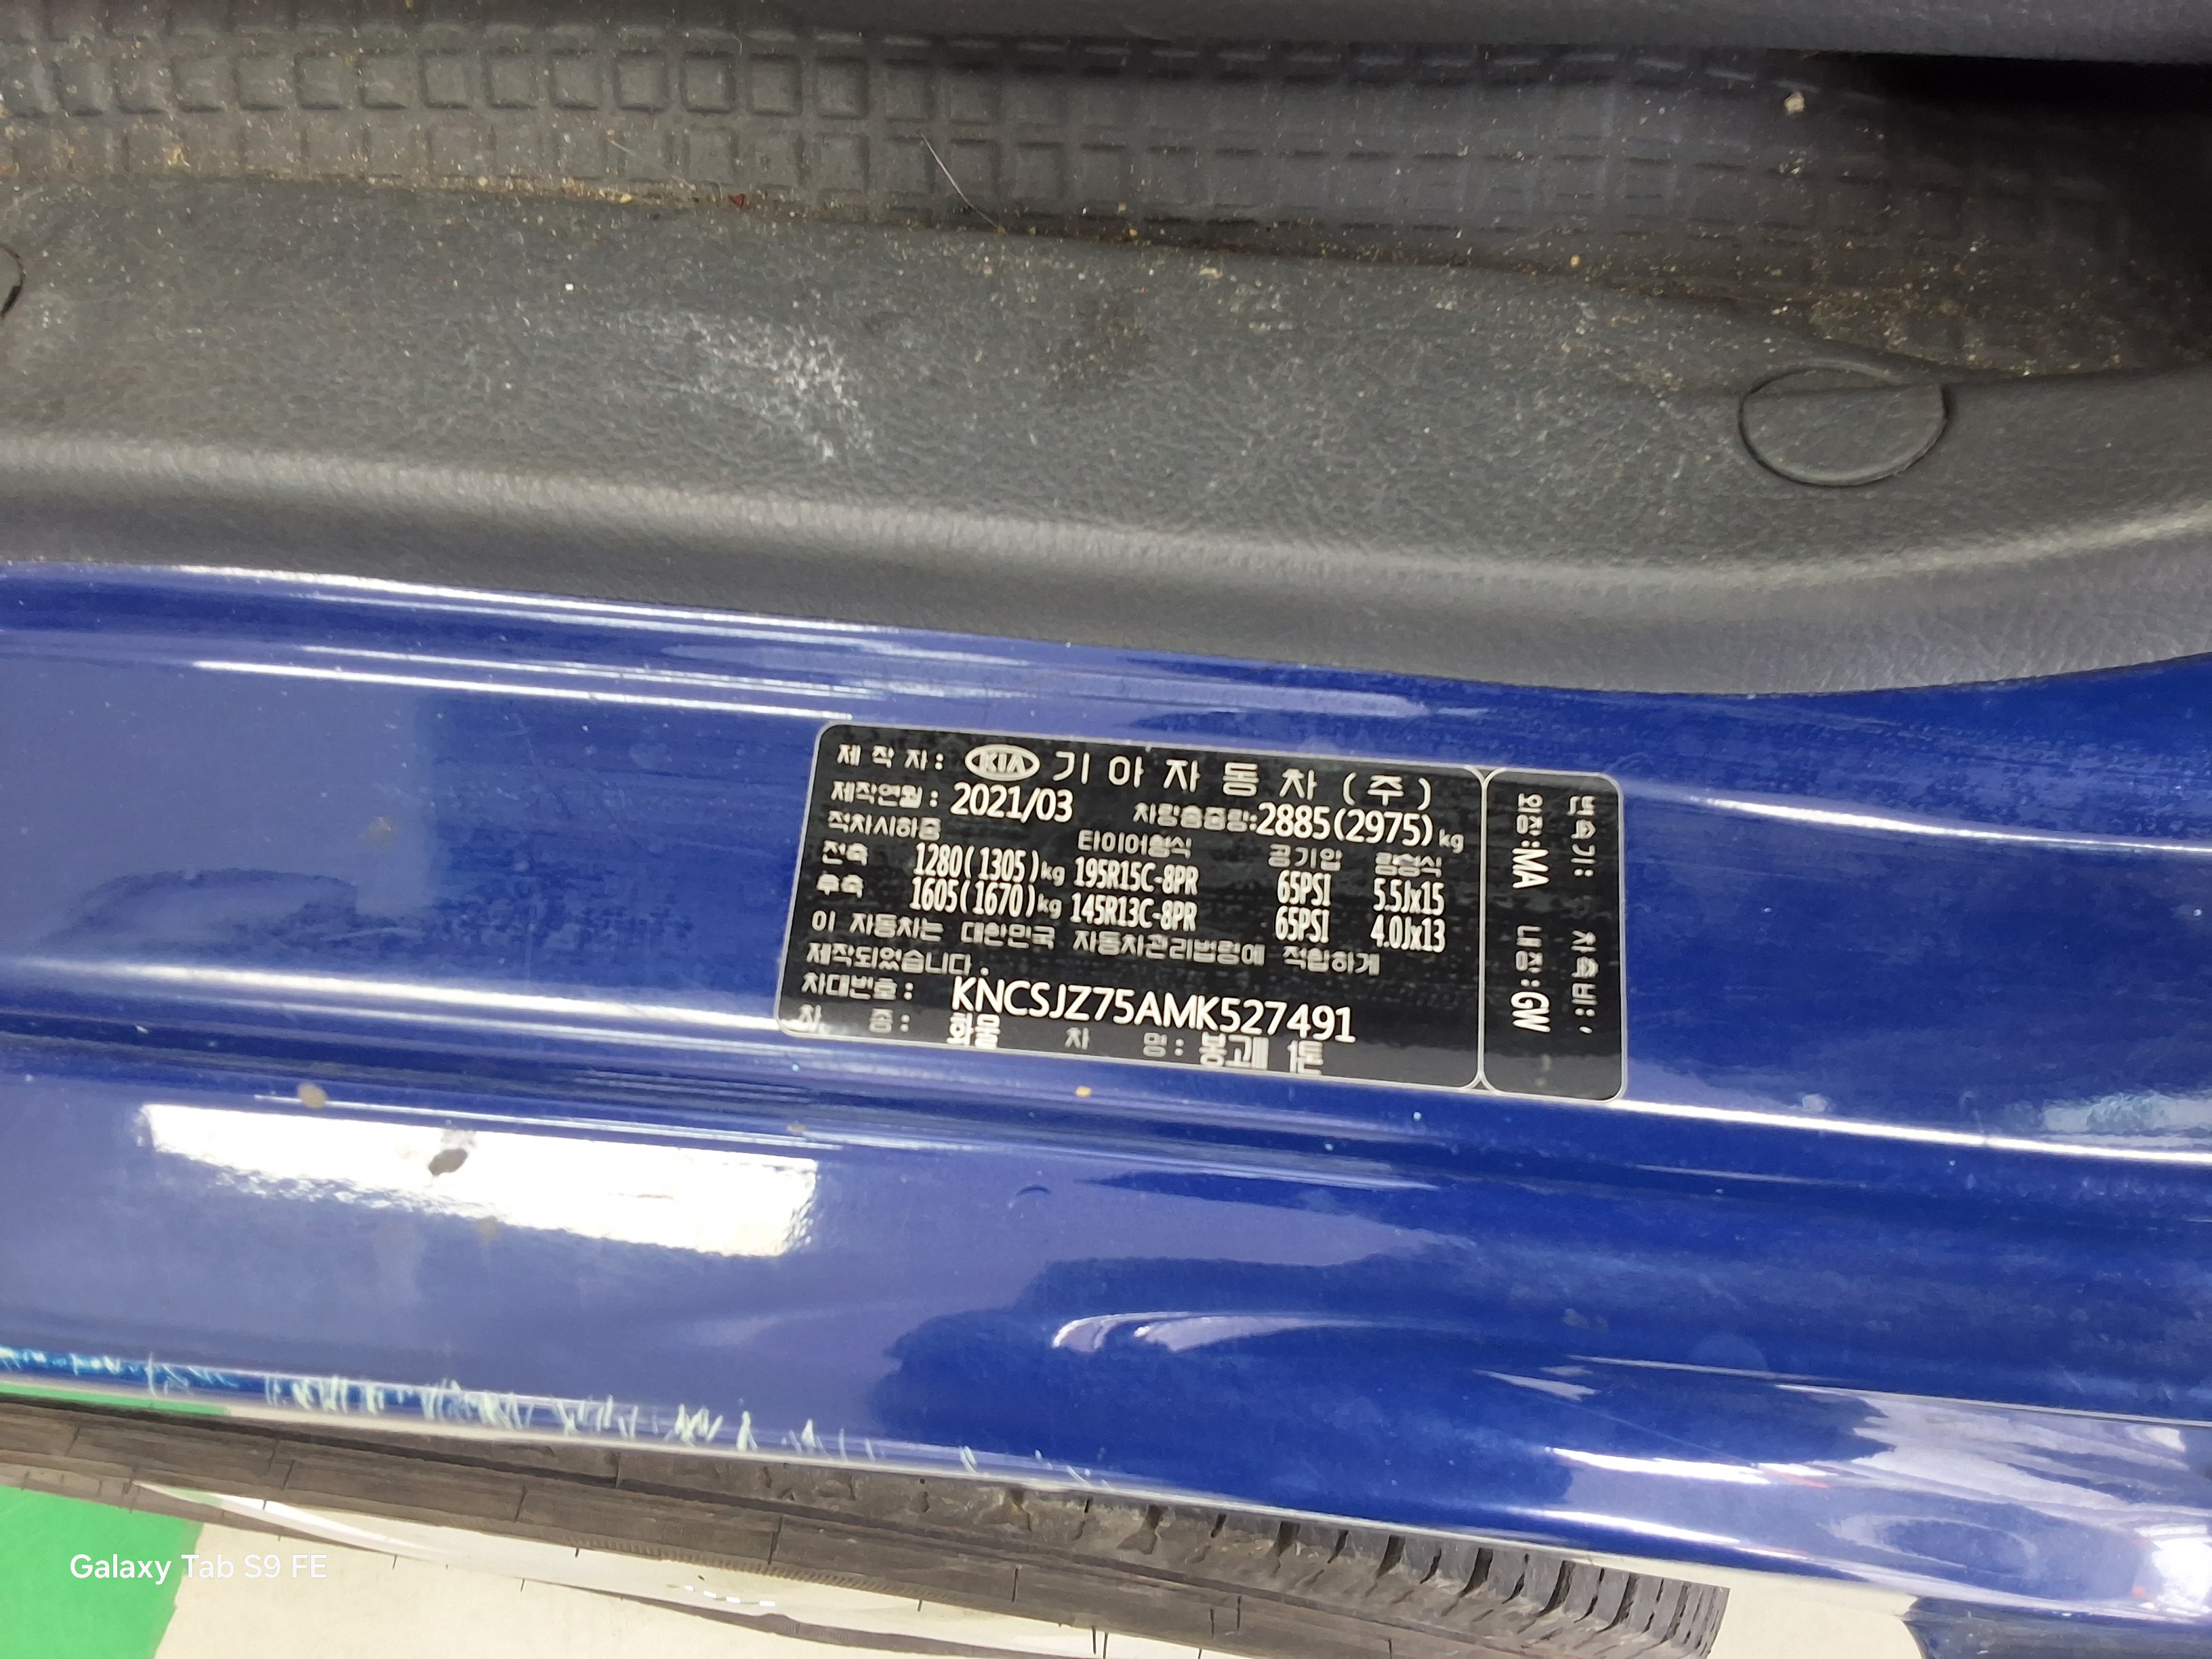 제 작 자 : KIA 기 아 자 동 차 ( 주 )
제작연월 : 2021/03 차량총중량:2885(2975)kg
적차시하중 타이어형식 공기압 림형식
전축 1280(1305)kg 195R15C-8PR 65PSI 5.5Jx15
후축 1605(1670)kg 145R13C-8PR 65PSI 4.0Jx13
이 자동차는 대한민국 자동차관리법령에 적합하게
제작되었습니다.
차대번호 : KNCSJZ75AMK527491
차 종 : 화물 차 명 : 봉고Ⅲ 1톤
변속기: 차축비: ,
외장:MA 내장:GW
Galaxy Tab S9 FE